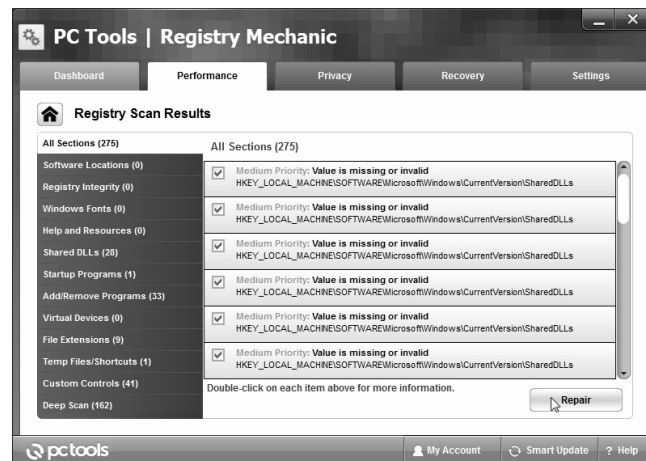 PC Tools | Registry Mechanic
Dashboard Performance Privacy Recovery Settings
Registry Scan Results
All Sections (275)
Software Locations (0)
Registry Integrity (0)
Windows Fonts (0)
Help and Resources (0)
Shared DLLs (28)
Startup Programs (1)
Add/Remove Programs (33)
Virtual Devices (0)
File Extensions (9)
Temp Files/Shortcuts (1)
Custom Controls (41)
Deep Scan (162)
All Sections (275)
Medium Priority: Value is missing or invalid
HKEY_LOCAL_MACHINE\SOFTWARE\Microsoft\Windows\CurrentVersion\SharedDLLs
Medium Priority: Value is missing or invalid
HKEY_LOCAL_MACHINE\SOFTWARE\Microsoft\Windows\CurrentVersion\SharedDLLs
Medium Priority: Value is missing or invalid
HKEY_LOCAL_MACHINE\SOFTWARE\Microsoft\Windows\CurrentVersion\SharedDLLs
Medium Priority: Value is missing or invalid
HKEY_LOCAL_MACHINE\SOFTWARE\Microsoft\Windows\CurrentVersion\SharedDLLs
Medium Priority: Value is missing or invalid
HKEY_LOCAL_MACHINE\SOFTWARE\Microsoft\Windows\CurrentVersion\SharedDLLs
Medium Priority: Value is missing or invalid
HKEY_LOCAL_MACHINE\SOFTWARE\Microsoft\Windows\CurrentVersion\SharedDLLs
Double-click on each item above for more information.
Repair
pctools My Account Smart Update ? Help